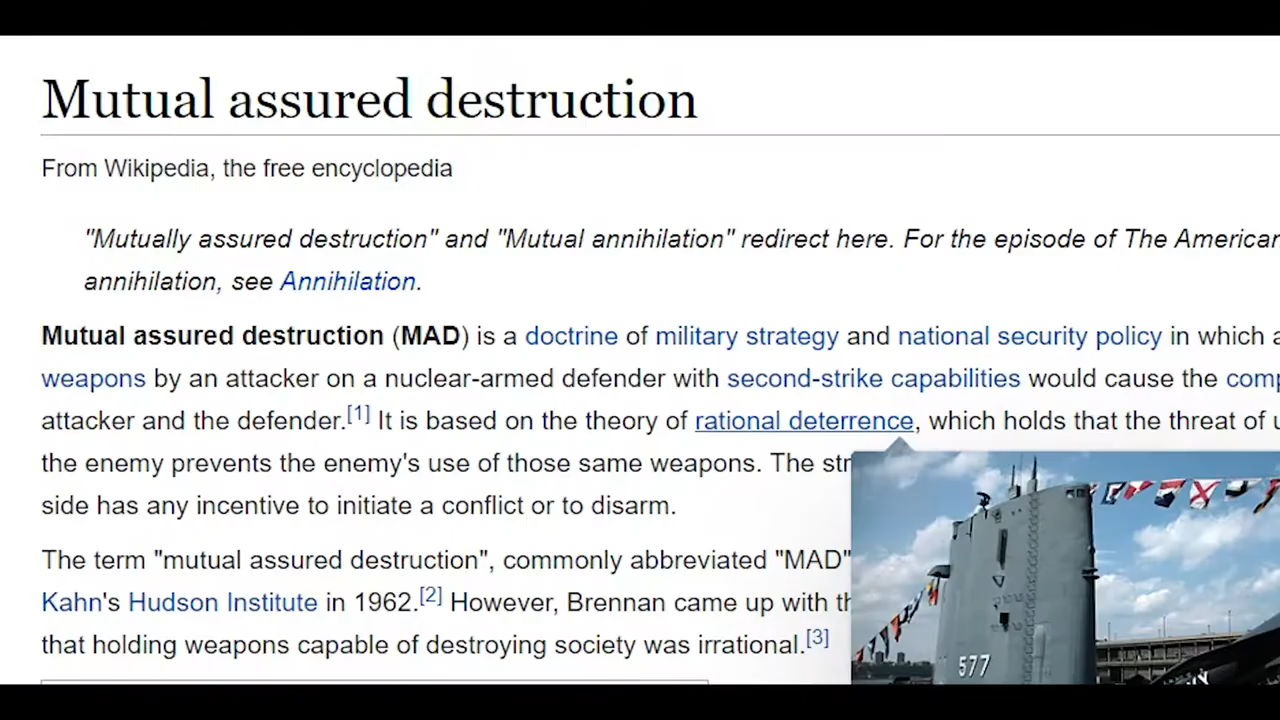 Mutual assured destruction
From Wikipedia, the free encyclopedia
"Mutually assured destruction" and "Mutual annihilation" redirect here. For the episode of The American
annihilation, see Annihilation.
Mutual assured destruction (MAD) is a doctrine of military strategy and national security policy in which a
weapons by an attacker on a nuclear-armed defender with second-strike capabilities would cause the
attacker and the defender.[1] It is based on the theory of rational deterrence, which holds that the threat of
the enemy prevents the enemy's use of those same weapons. The
side has any incentive to initiate a conflict or to disarm.
The term "mutual assured destruction", commonly abbreviated "MAD"
Kahn's Hudson Institute in 1962.[2] However, Brennan came up with
that holding weapons capable of destroying society was irrational.[3]
577